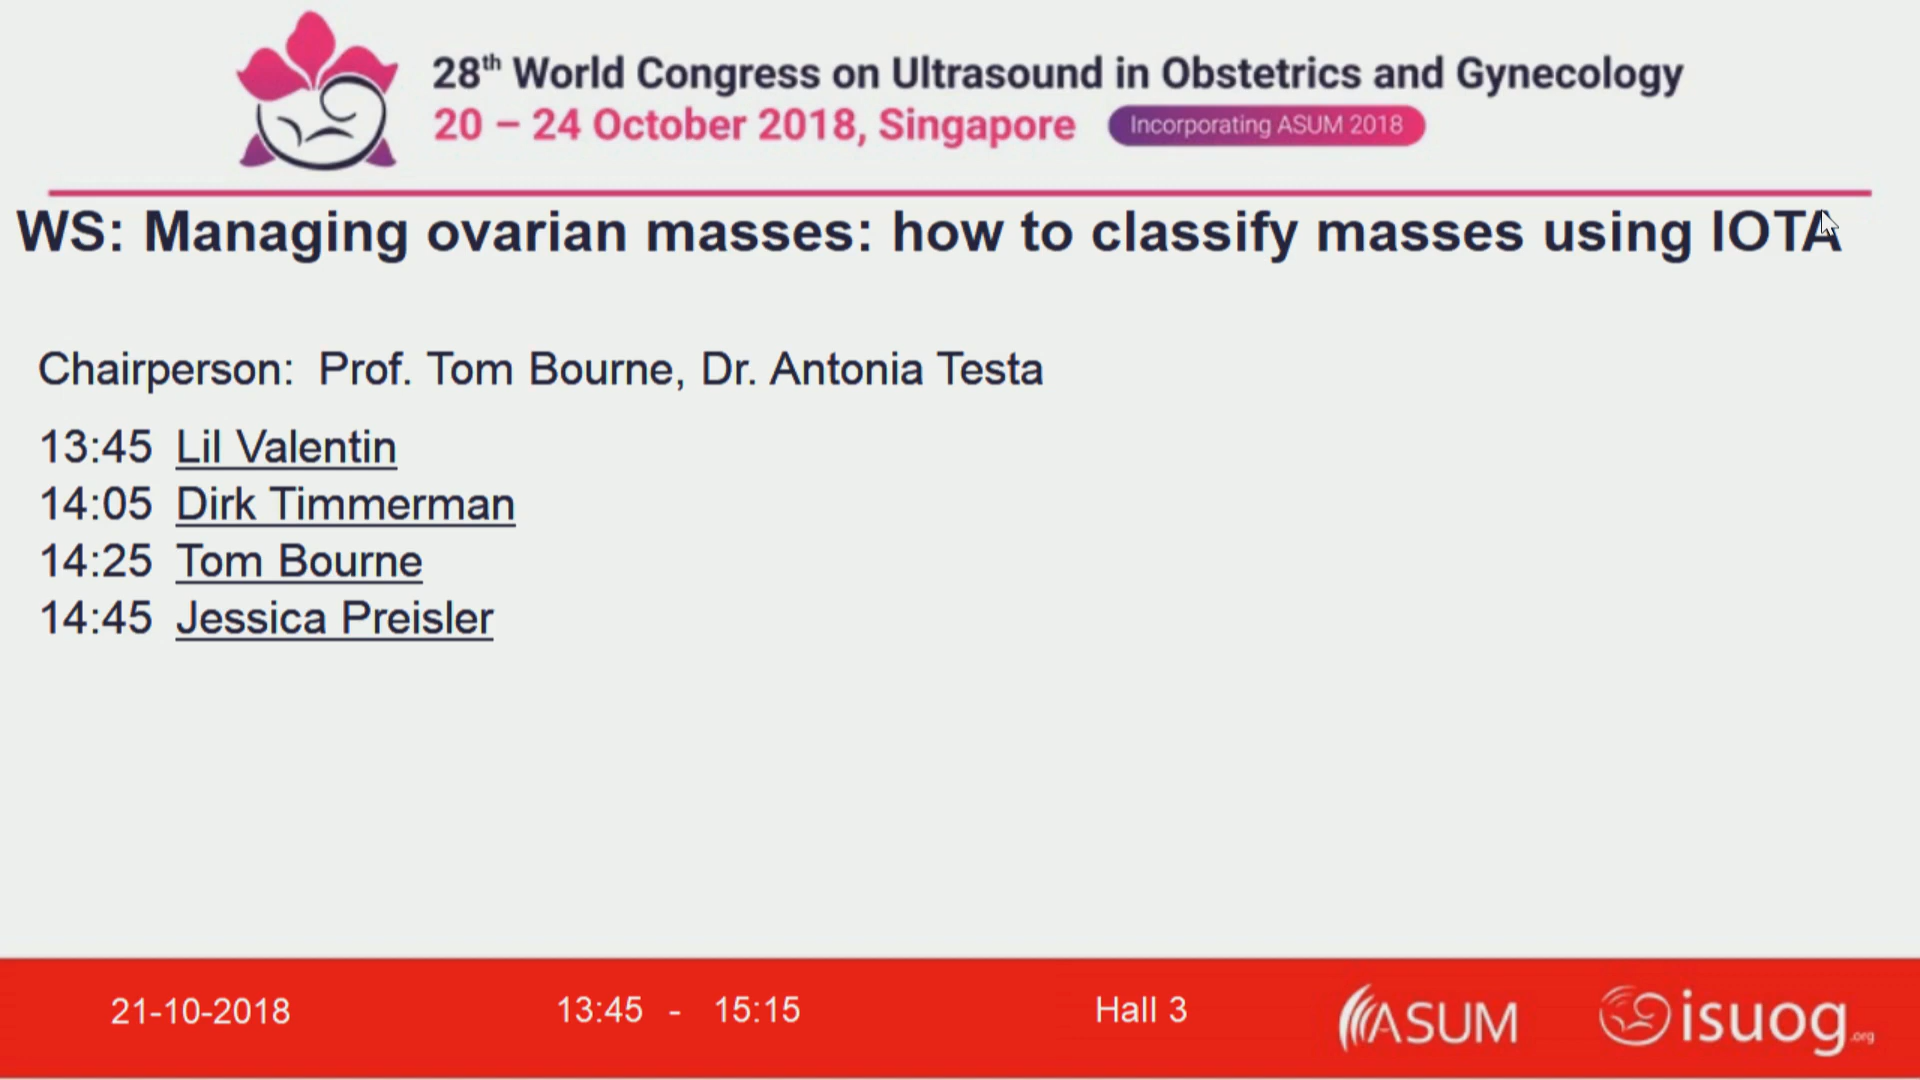 28th World Congress on Ultrasound in Obstetrics and Gynecology
20 – 24 October 2018, Singapore Incorporating ASUM 2018
WS: Managing ovarian masses: how to classify masses using IOTA
Chairperson: Prof. Tom Bourne, Dr. Antonia Testa
13:45 Lil Valentin
14:05 Dirk Timmerman
14:25 Tom Bourne
14:45 Jessica Preisler
21-10-2018 13:45 - 15:15 Hall 3 ASUM isuog.org